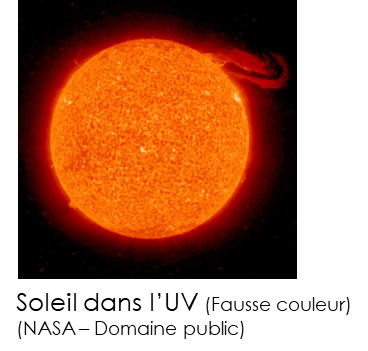 Soleil dans l’UV (Fausse couleur)
(NASA – Domaine public)